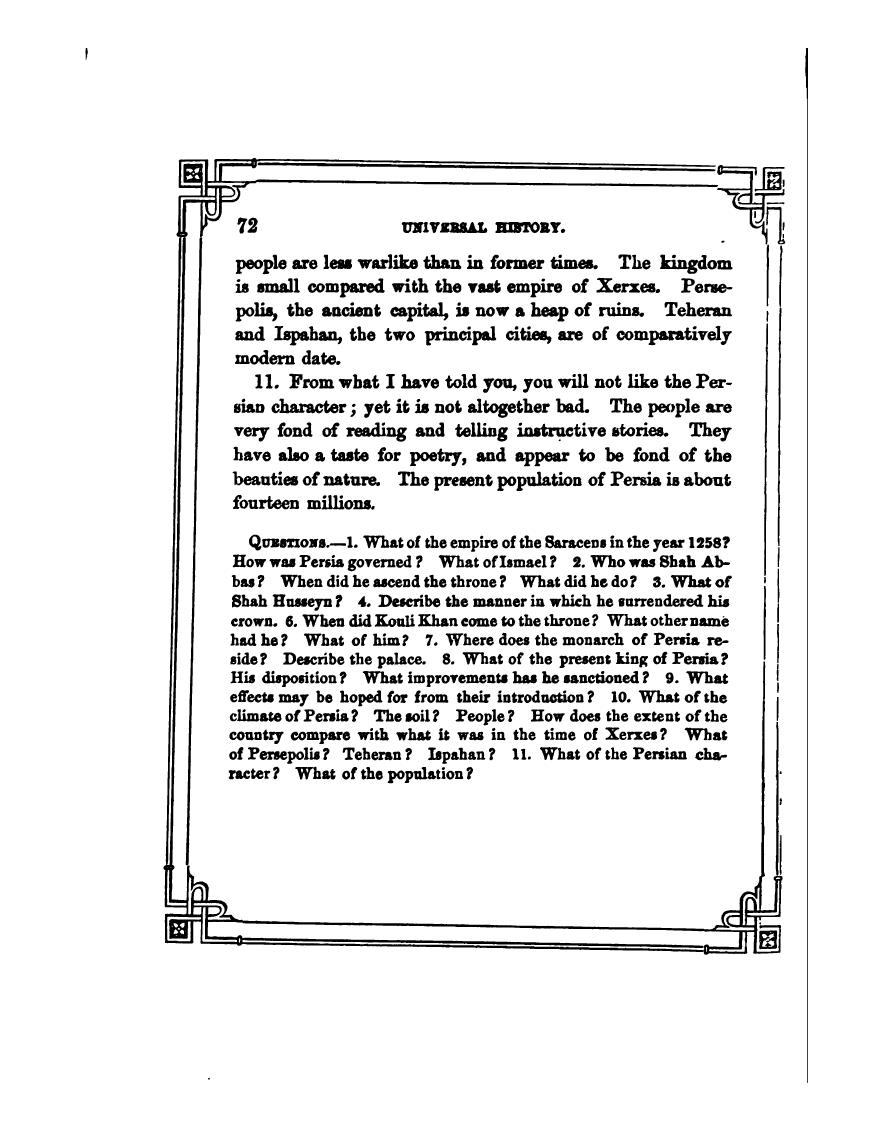 72 UNIVERSAL HISTORY.
people are less warlike than in former times. The kingdom
is small compared with the vast empire of Xerxes. Perse-
polis, the ancient capital, is now a heap of ruins. Teheran
and Ispahan, the two principal cities, are of comparatively
modern date.
11. From what I have told you, you will not like the Per-
sian character; yet it is not altogether bad. The people are
very fond of reading and telling instructive stories. They
have also a taste for poetry, and appear to be fond of the
beauties of nature. The present population of Persia is about
fourteen millions.
QUESTIONS.—1. What of the empire of the Saracens in the year 1258?
How was Persia governed? What of Ismael? 2. Who was Shah Ab-
bas? When did he ascend the throne? What did he do? 3. What of
Shah Husseyn? 4. Describe the manner in which he surrendered his
crown. 6. When did Kouli Khan come to the throne? What other name
had he? What of him? 7. Where does the monarch of Persia re-
side? Describe the palace. 8. What of the present king of Persia?
His disposition? What improvements has he sanctioned? 9. What
effects may be hoped for from their introduction? 10. What of the
climate of Persia? The soil? People? How does the extent of the
country compare with what it was in the time of Xerxes? What
of Persepolis? Teheran? Ispahan? 11. What of the Persian cha-
racter? What of the population?